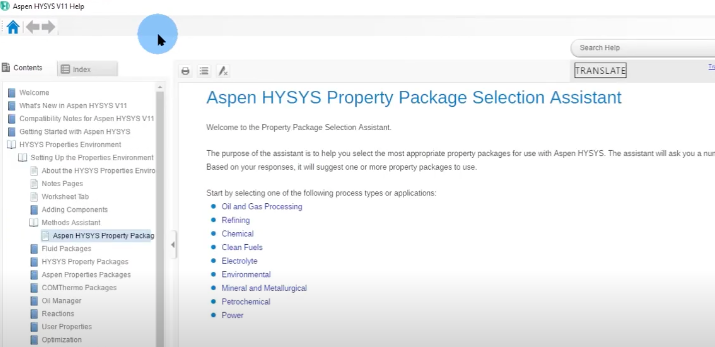 Aspen HYSYS V11 Help
Search Help
Contents
Index
TRANSLATE
Welcome
What's New in Aspen HYSYS V11
Compatibility Notes for Aspen HYSYS V11
Getting Started with Aspen HYSYS
HYSYS Properties Environment
Setting Up the Properties Environment
About the HYSYS Properties Enviro
Notes Pages
Worksheet Tab
Adding Components
Methods Assistant
Aspen HYSYS Property Packag
Fluid Packages
HYSYS Property Packages
Aspen Properties Packages
COMThermo Packages
Oil Manager
Reactions
User Properties
Optimization
Aspen HYSYS Property Package Selection Assistant
Welcome to the Property Package Selection Assistant.
The purpose of the assistant is to help you select the most appropriate property packages for use with Aspen HYSYS. The assistant will ask you a nu
Based on your responses, it will suggest one or more property packages to use.
Start by selecting one of the following process types or applications:
Oil and Gas Processing
Refining
Chemical
Clean Fuels
Electrolyte
Environmental
Mineral and Metallurgical
Petrochemical
Power